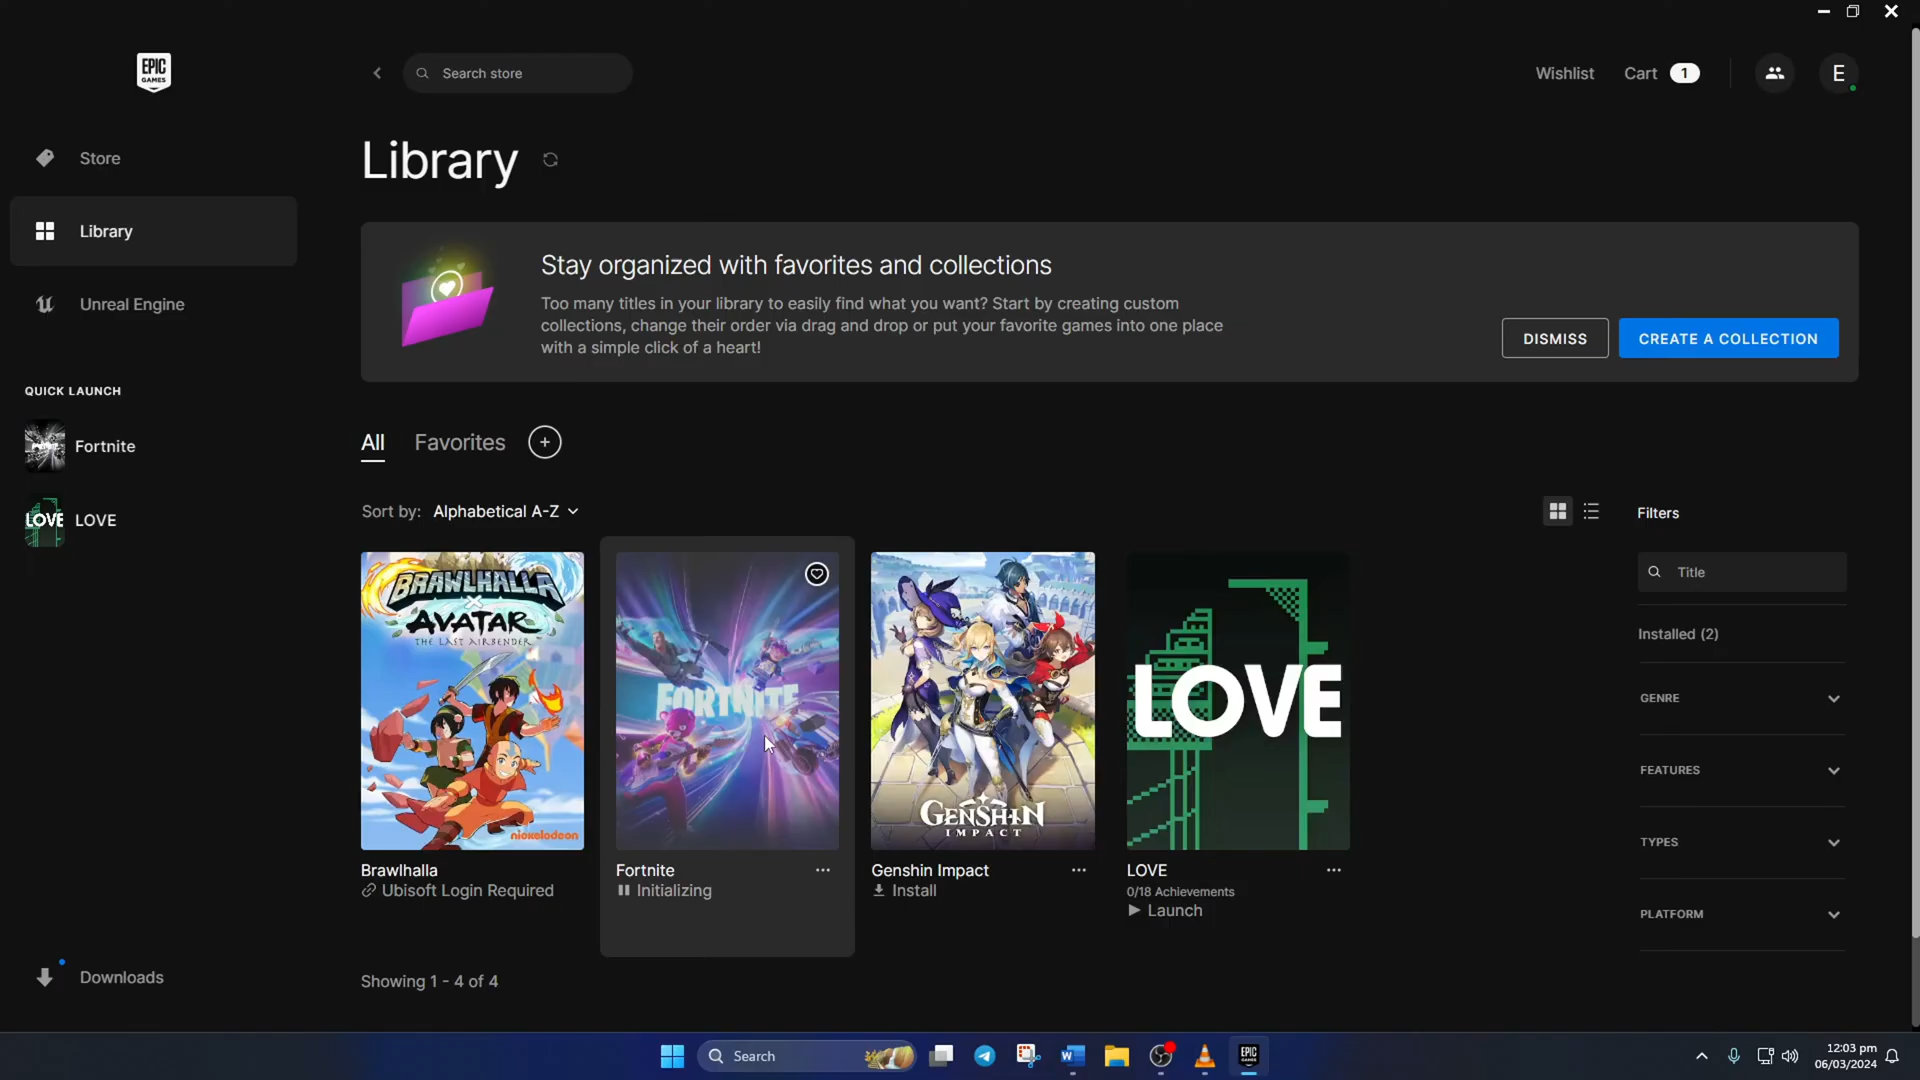 EPIC
GAMES
Search store
Wishlist
Cart 1
E
Store
Library
Unreal Engine
QUICK LAUNCH
Fortnite
LOVE LOVE
Downloads
Library
Stay organized with favorites and collections
Too many titles in your library to easily find what you want? Start by creating custom
collections, change their order via drag and drop or put your favorite games into one place
with a simple click of a heart!
DISMISS
CREATE A COLLECTION
All
Favorites
Sort by: Alphabetical A-Z
BRAWLHALLA
X
AVATAR
THE LAST AIRBENDER
nickelodeon
Brawlhalla
Ubisoft Login Required
FORTNITE
Fortnite
Initializing
GENSHIN
IMPACT
Genshin Impact
Install
LOVE
LOVE
0/18 Achievements
Launch
Showing 1 - 4 of 4
Filters
Title
Installed (2)
GENRE
FEATURES
TYPES
PLATFORM
Search
EPIC
GAMES
12:03 pm
06/03/2024